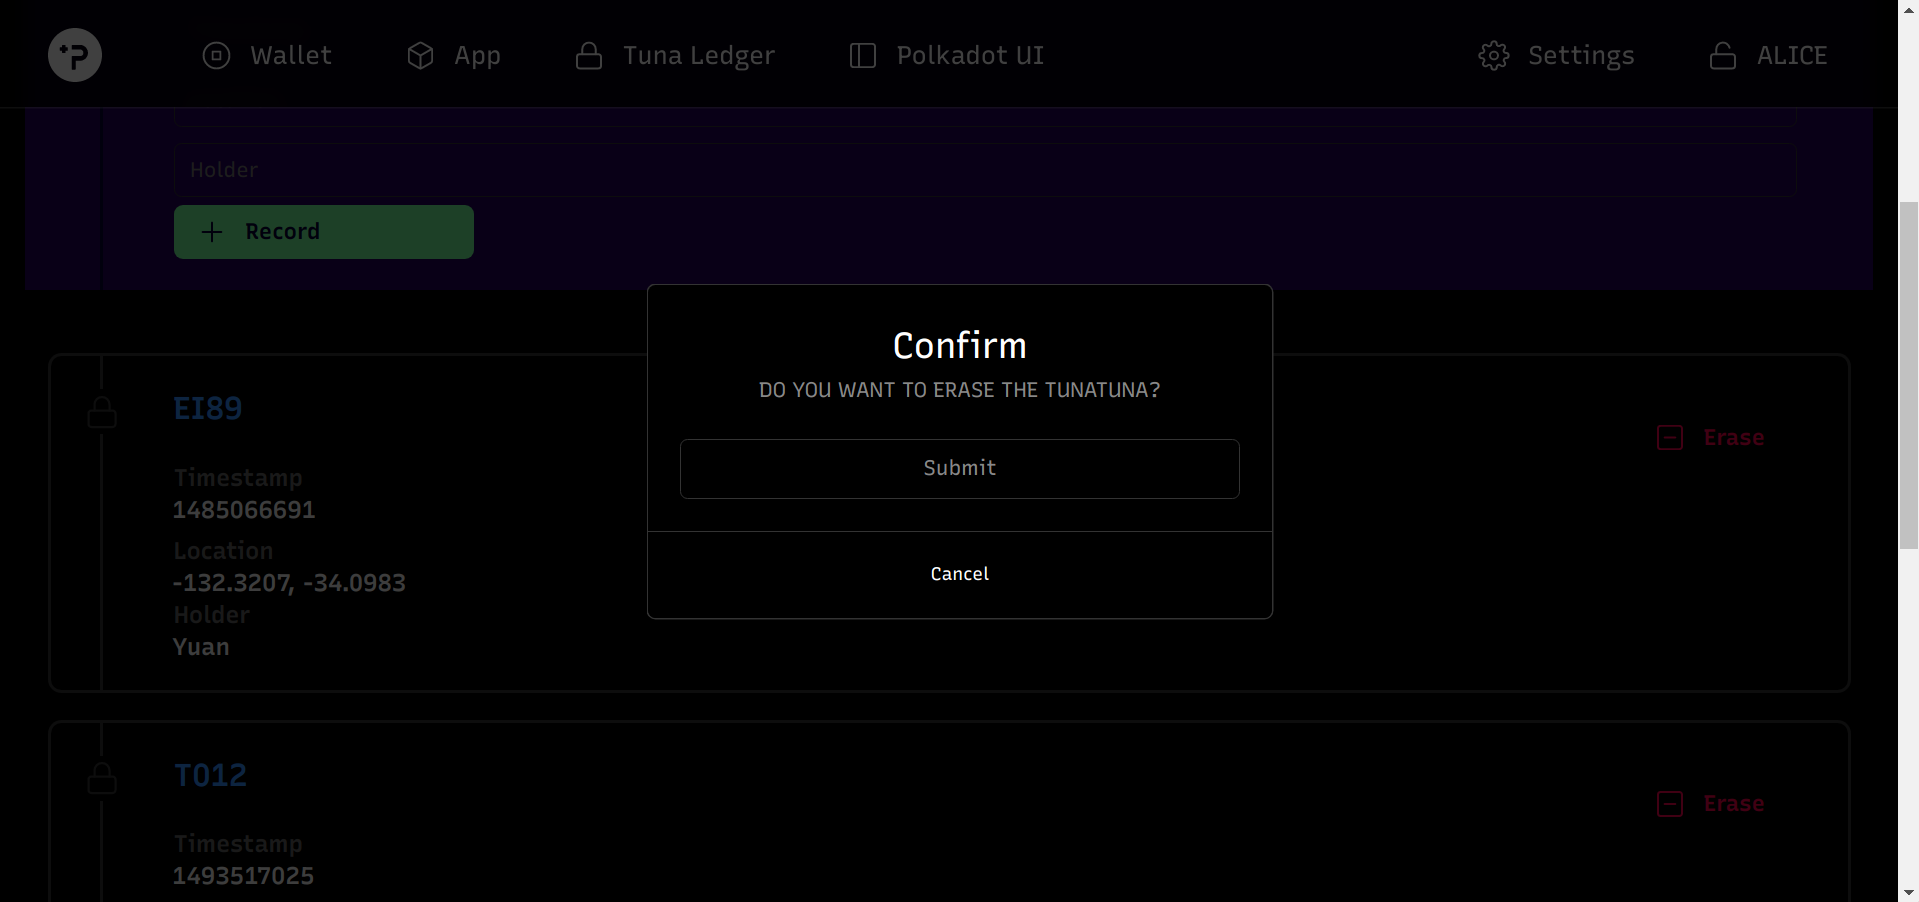 Wallet App Tuna Ledger Polkadot UI Settings ALICE
Holder
Record
Confirm
DO YOU WANT TO ERASE THE TUNATUNA?
Submit
Cancel
EI89
Erase
Timestamp
1485066691
Location
-132.3207, -34.0983
Holder
Yuan
T012
Erase
Timestamp
1493517025